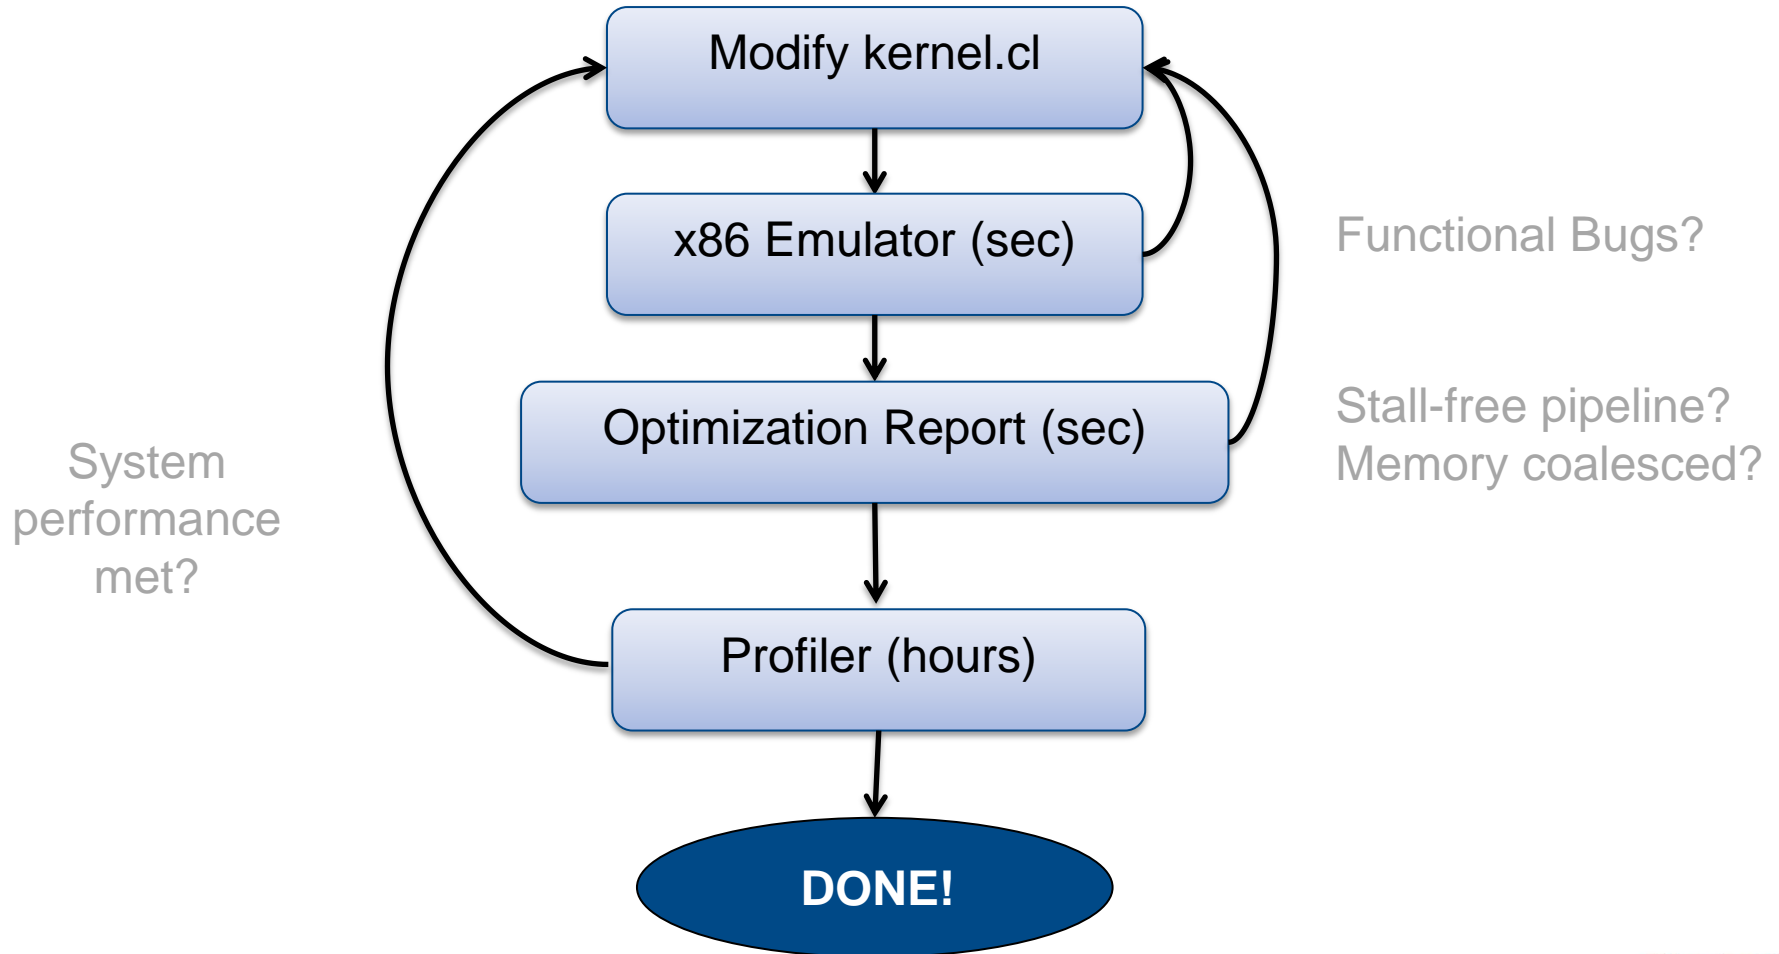 Modify kernel.cl
x86 Emulator (sec)
Functional Bugs?
Optimization Report (sec)
Stall-free pipeline?
Memory coalesced?
System
performance
met?
Profiler (hours)
DONE!